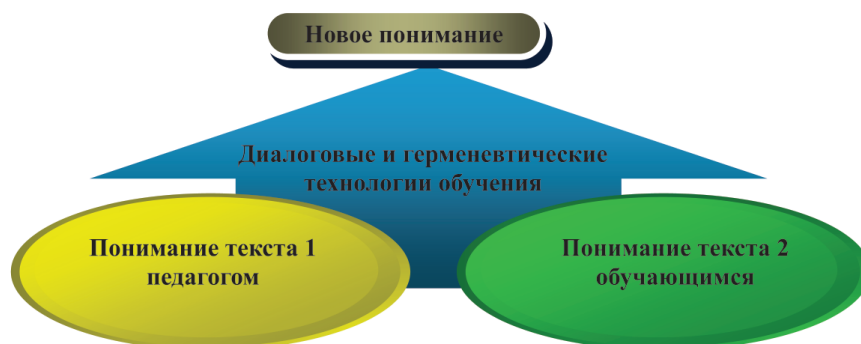 Новое понимание
Диалоговые и герменевтические
технологии обучения
Понимание текста 1
педагогом
Понимание текста 2
обучающимся